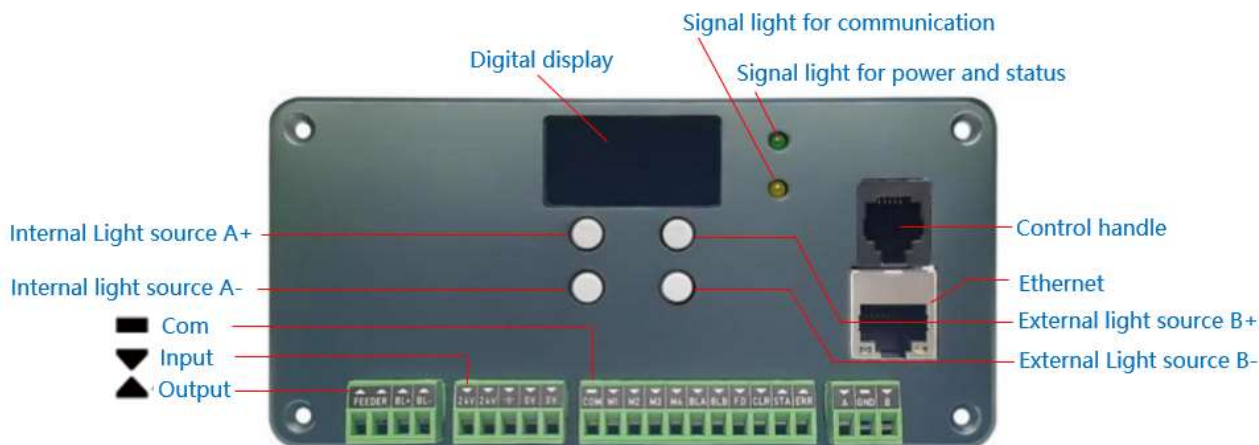 Signal light for communication
Digital display
Signal light for power and status
Internal Light source A+
Control handle
Internal light source A-
Ethernet
Com
External light source B+
Input
External Light source B-
Output
FEEDER BL+ BL-
24V 24V 0V 0V
COM M1 M2 M3 M4 BLA BLB FD CLR STA ERR
A GND B